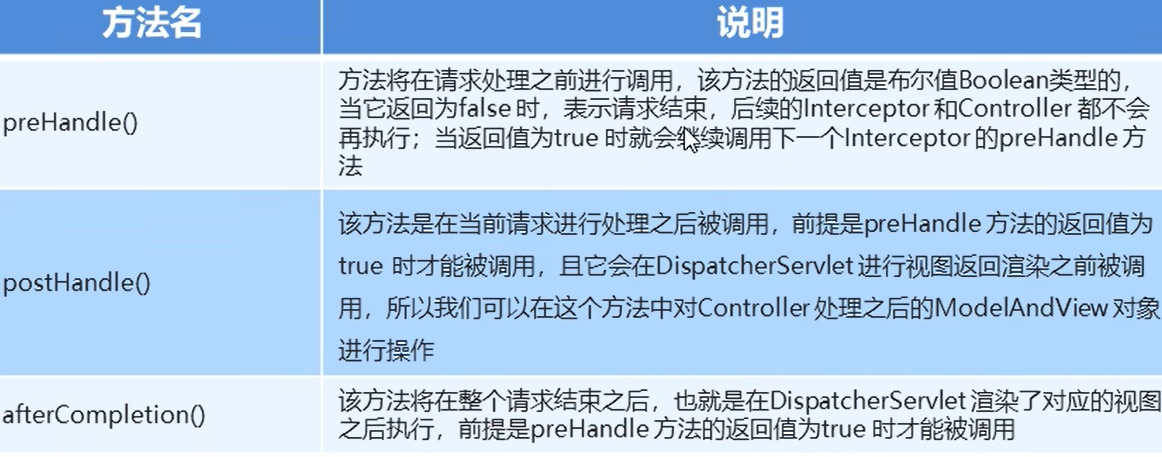 方法名
说明
preHandle()
方法将在请求处理之前进行调用，该方法的返回值是布尔值Boolean类型的，
当它返回为false 时，表示请求结束，后续的Interceptor 和Controller 都不会
再执行；当返回值为true 时就会继续调用下一个Interceptor 的preHandle 方
法
postHandle()
该方法是在当前请求进行处理之后被调用，前提是preHandle 方法的返回值为
true 时才能被调用，且它会在DispatcherServlet 进行视图返回渲染之前被调
用，所以我们可以在这个方法中对Controller 处理之后的ModelAndView 对象
进行操作
afterCompletion()
该方法将在整个请求结束之后，也就是在DispatcherServlet 渲染了对应的视图
之后执行，前提是preHandle 方法的返回值为true 时才能被调用